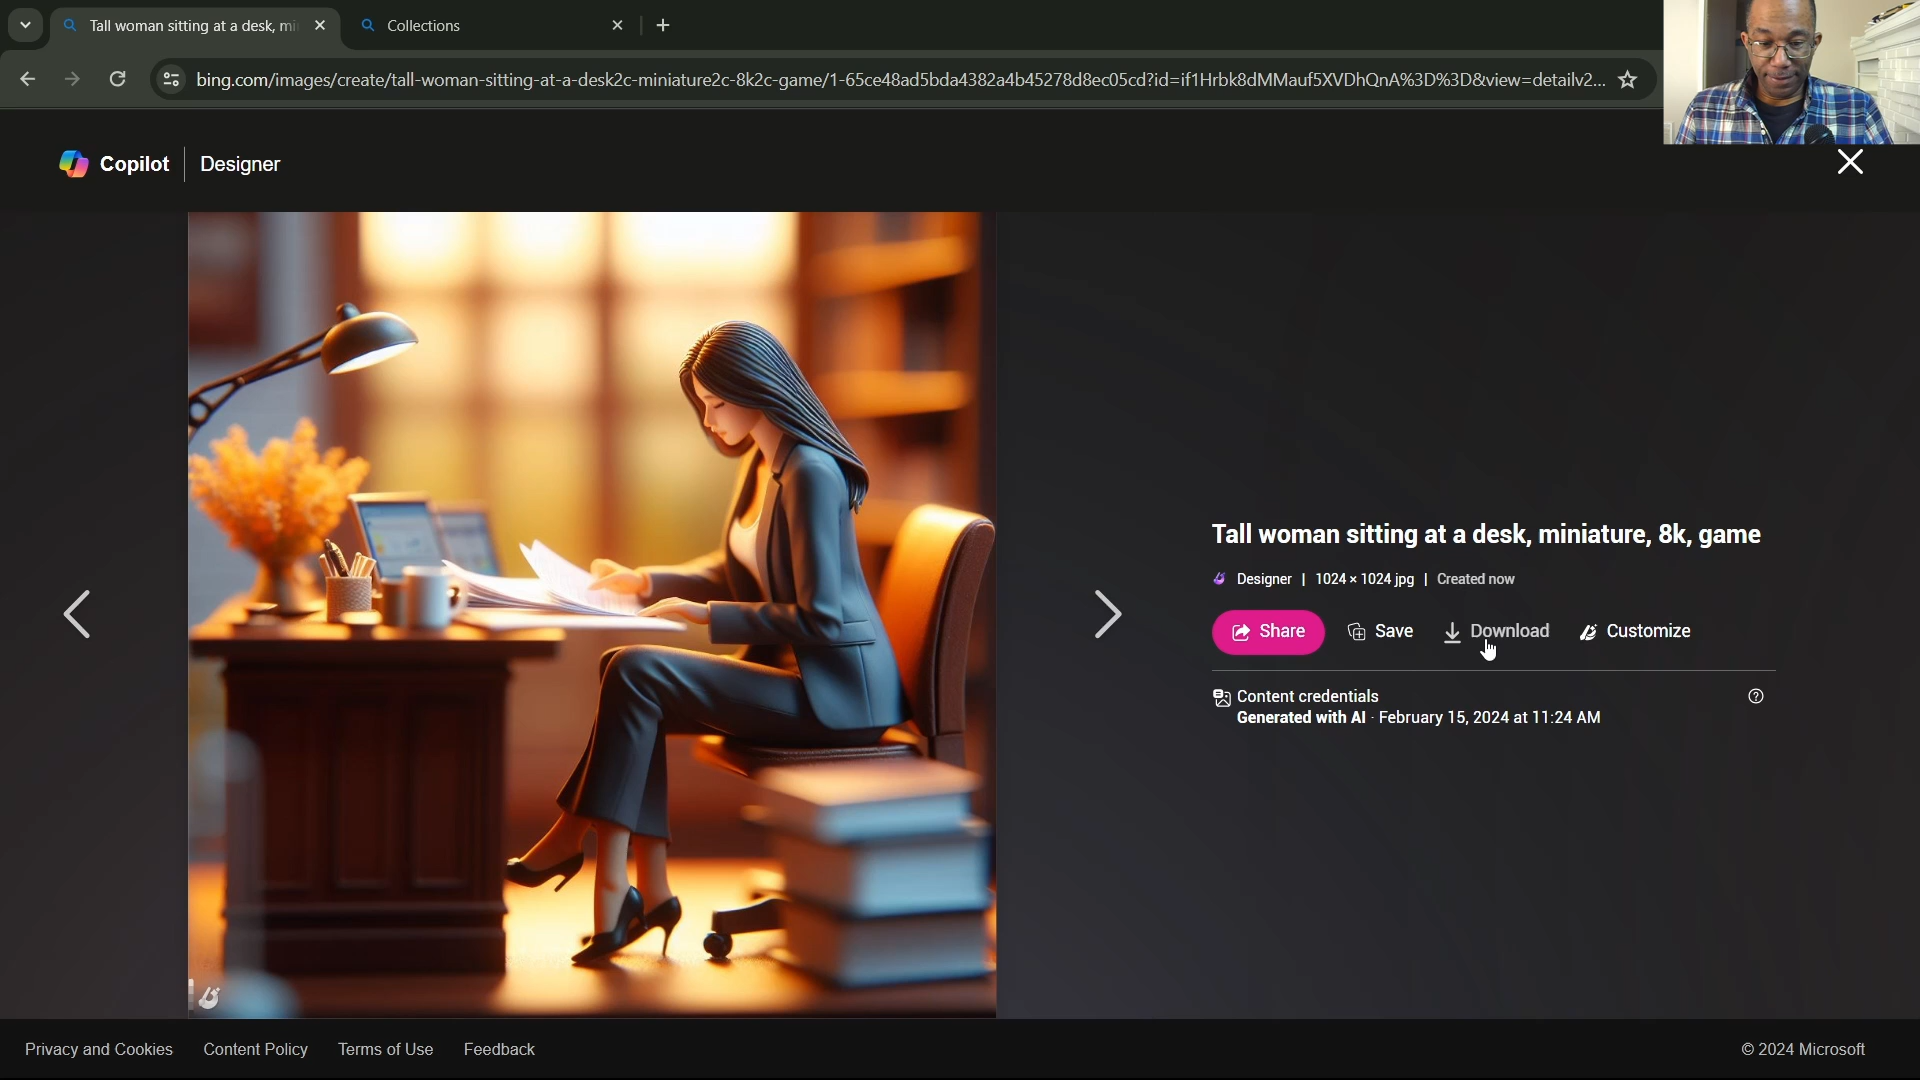 Tall woman sitting at a desk, mi
Collections
bing.com/images/create/tall-woman-sitting-at-a-desk2c-miniature2c-8k2c-game/1-65ce48ad5bda4382a4b45278d8ec05cd?id=if1Hrbk8dMMauf5XVDhQnA%3D%3D&view=detailv2...
Copilot
Designer
Tall woman sitting at a desk, miniature, 8k, game
Designer | 1024 × 1024 jpg | Created now
Share Save Download Customize
Content credentials
Generated with AI · February 15, 2024 at 11:24 AM
Privacy and Cookies Content Policy Terms of Use Feedback
© 2024 Microsoft